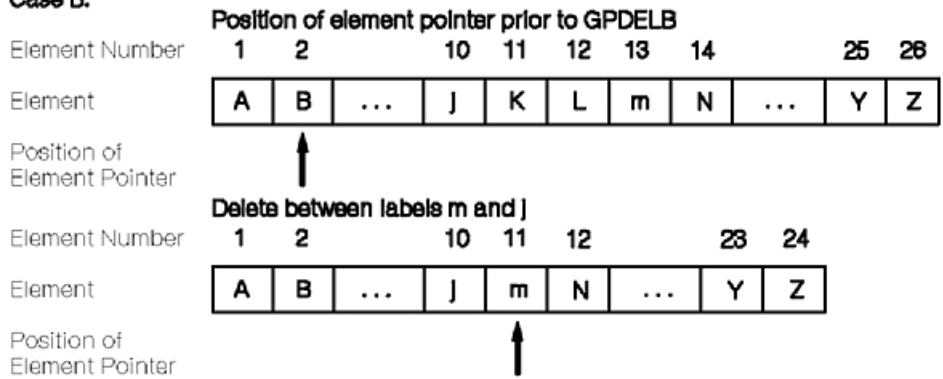 Case B:
Position of element pointer prior to GPDELB
Element Number 1 2 10 11 12 13 14 25 26
Element A B ... j K L m N ... Y Z
Position of
Element Pointer
Delete between labels m and j
Element Number 1 2 10 11 12 23 24
Element A B ... j m N ... Y Z
Position of
Element Pointer